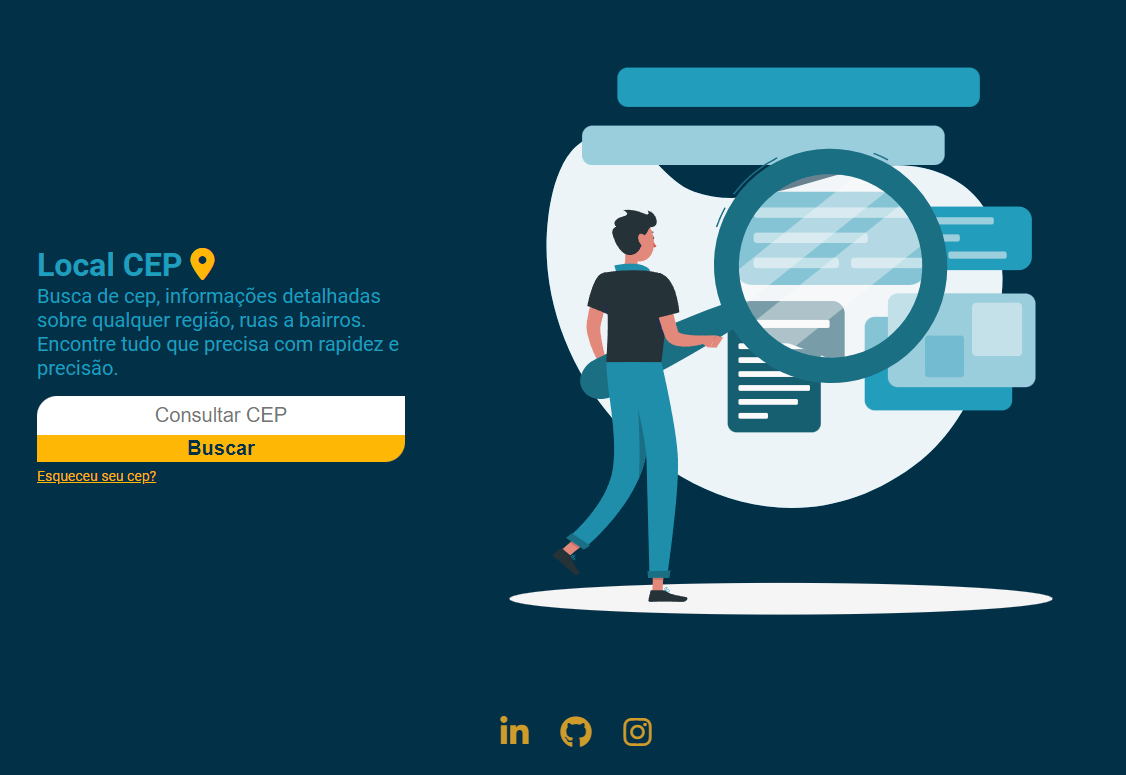 Local CEP
Busca de cep, informações detalhadas
sobre qualquer região, ruas a bairros.
Encontre tudo que precisa com rapidez e
precisão.
Consultar CEP
Buscar
Esqueceu seu cep?
in